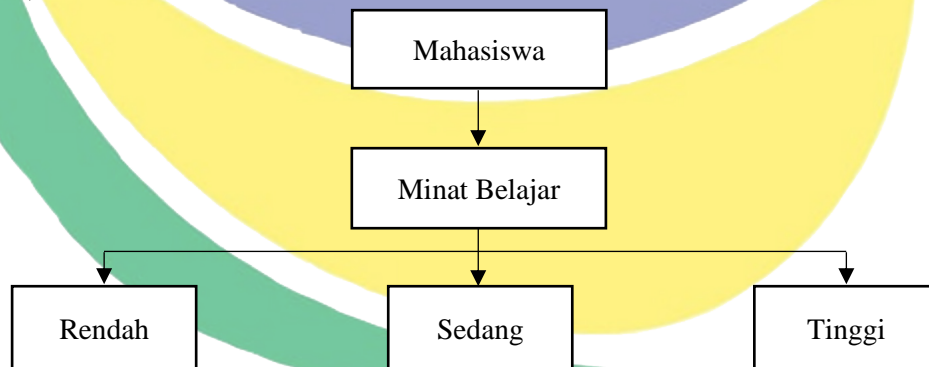 Mahasiswa
Minat Belajar
Rendah
Sedang
Tinggi